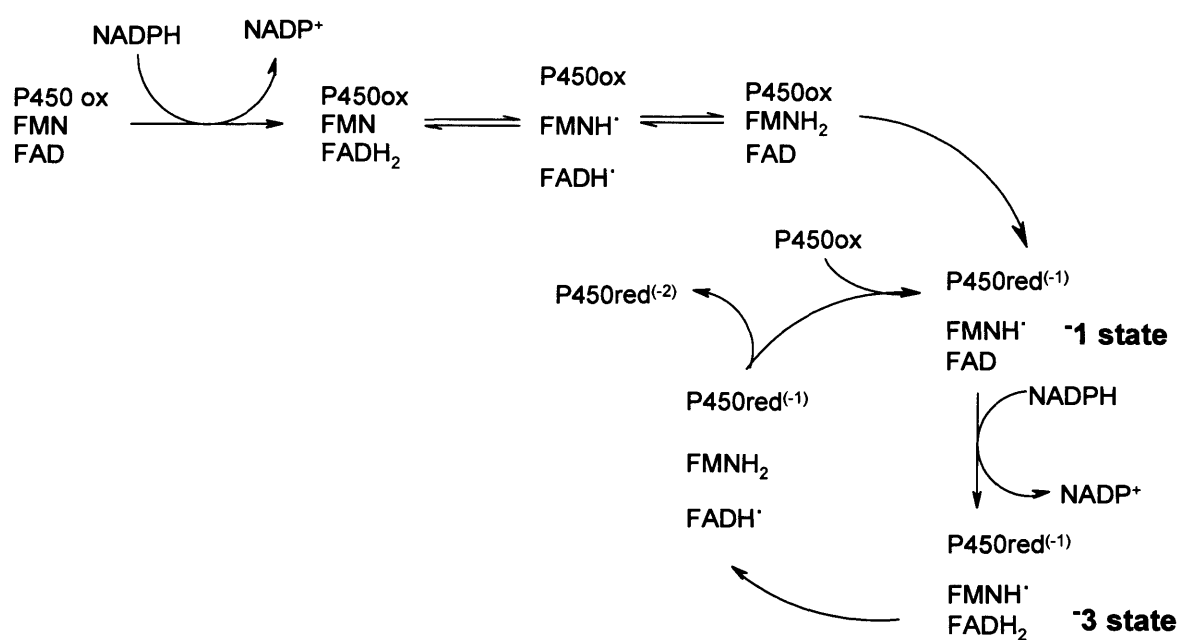 NADPH
NADP⁺
P450 ox
FMN
FAD
P450ox
FMN
FADH₂
P450ox
FMNH˙
FADH˙
P450ox
FMNH₂
FAD
P450ox
P450red⁽⁻²⁾
P450red⁽⁻¹⁾
FMNH˙
FAD
⁻1 state
NADPH
NADP⁺
P450red⁽⁻¹⁾
FMNH₂
FADH˙
P450red⁽⁻¹⁾
FMNH˙
FADH₂
⁻3 state